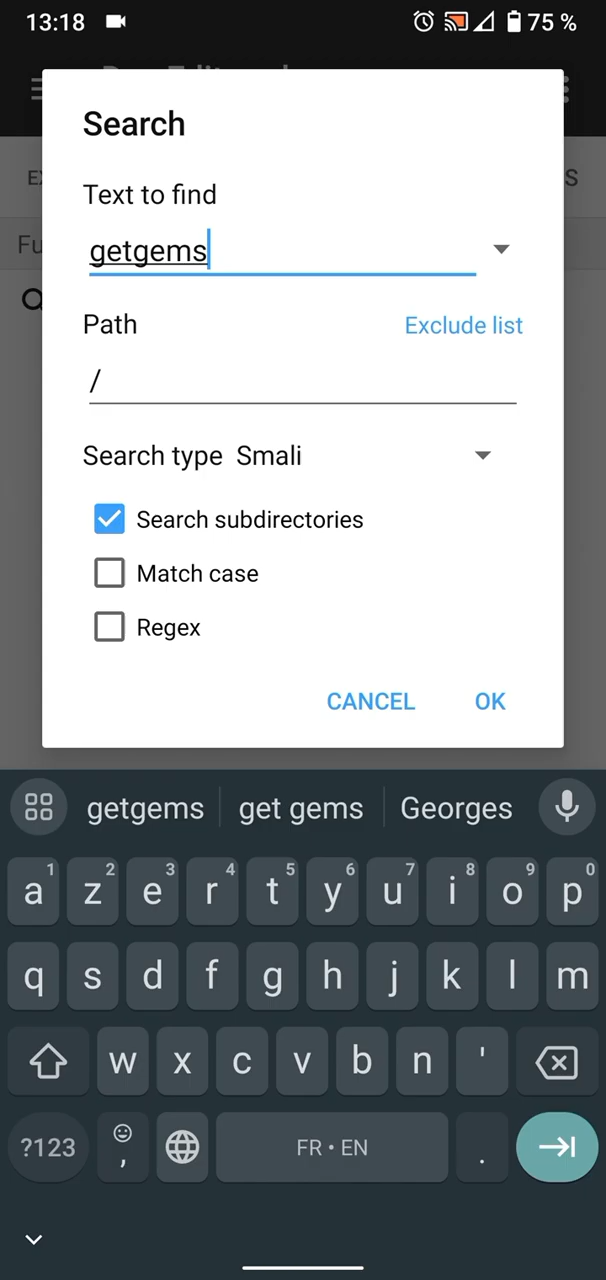 13:18 75 %
Search
EX S
Text to find
Fu getgems
Path Exclude list
/
Search type Smali
Search subdirectories
Match case
Regex
CANCEL OK
getgems get gems Georges
a 1 z 2 e 3 r 4 t 5 y 6 u 7 i 8 o 9 p 0
q s d f g h j k l m
w x c v b n '
?123 , FR • EN .